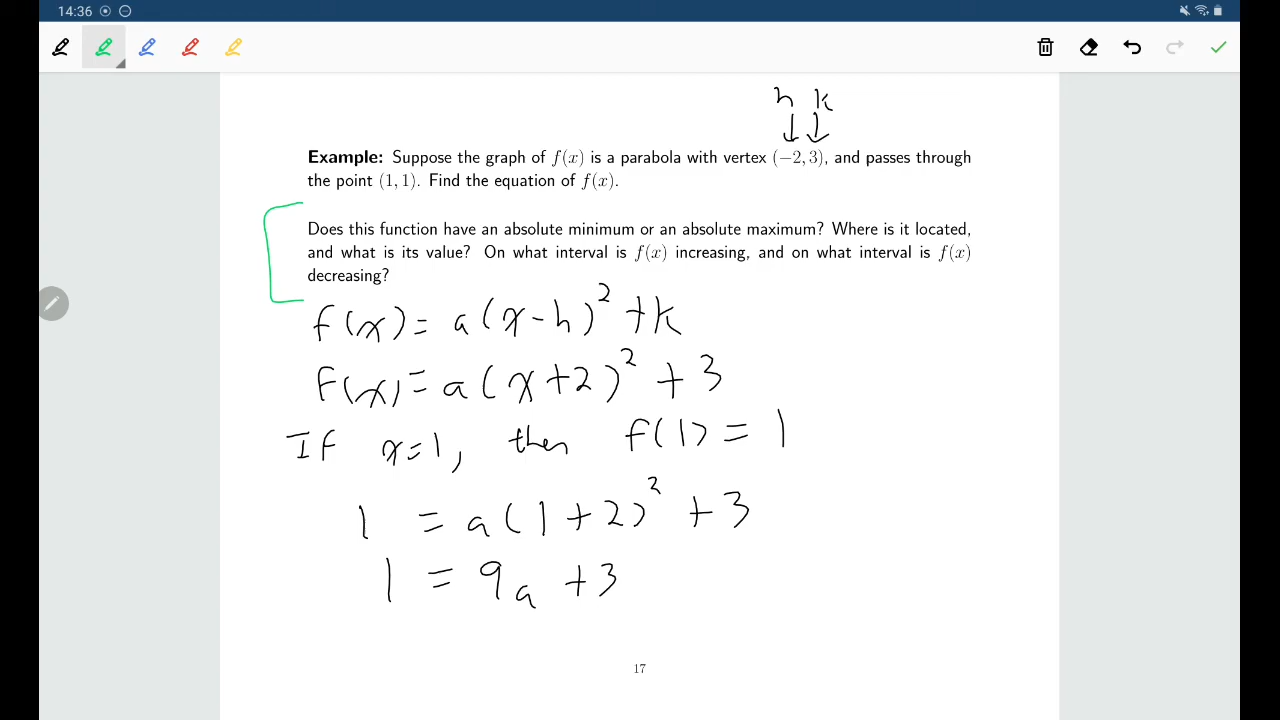 14:36
h k
Example: Suppose the graph of f(x) is a parabola with vertex (−2, 3), and passes through
the point (1, 1). Find the equation of f(x).
Does this function have an absolute minimum or an absolute maximum? Where is it located,
and what is its value? On what interval is f(x) increasing, and on what interval is f(x)
decreasing?
f(x) = a(x-h)² + k
f(x) = a(x+2)² + 3
If x=1, then f(1) = 1
1 = a(1+2)² + 3
1 = 9a + 3
17